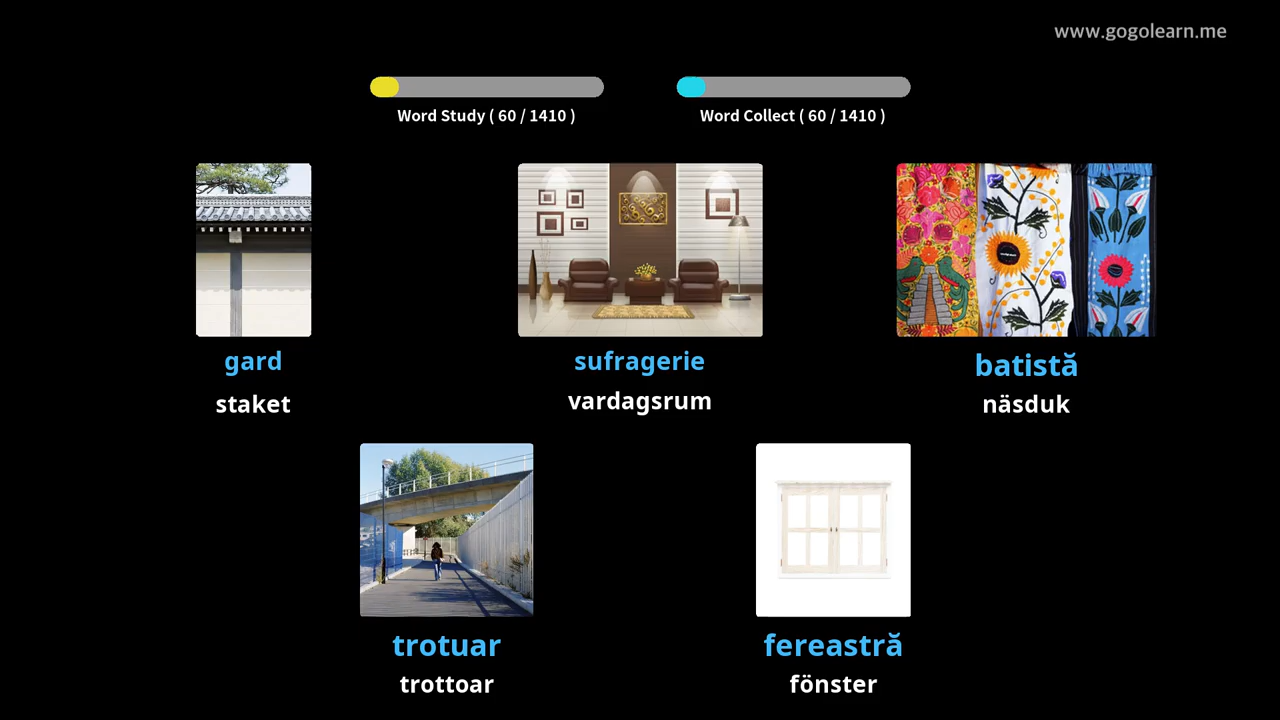 www.gogolearn.me
Word Study ( 60 / 1410 )
Word Collect ( 60 / 1410 )
gard
staket
sufragerie
vardagsrum
batistă
näsduk
trotuar
trottoar
fereastră
fönster